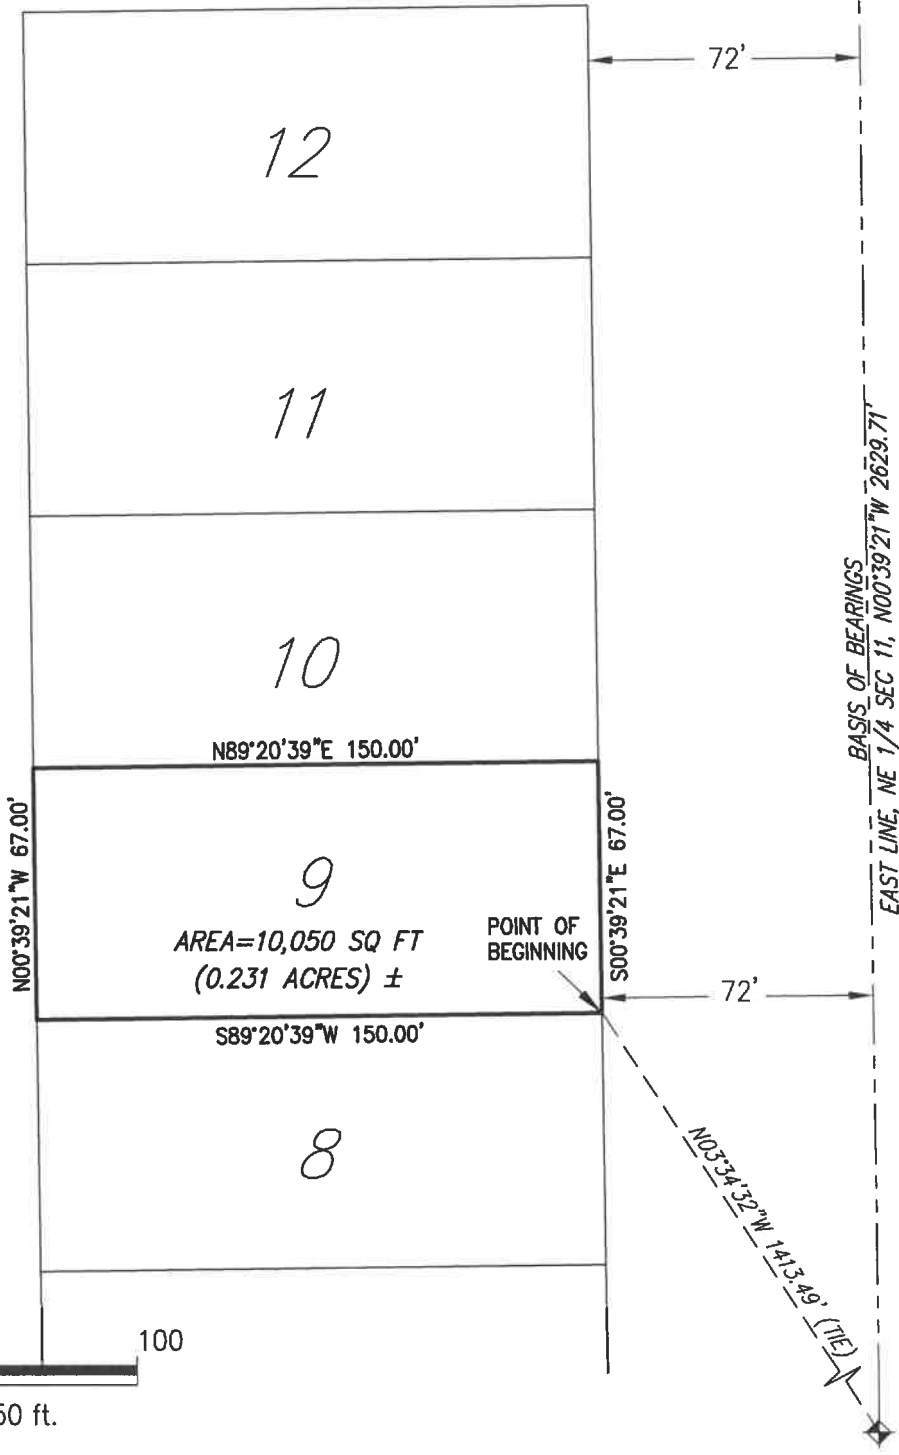 72'
12
11
BASIS OF BEARINGS
EAST LINE, NE 1/4 SEC 11, N00°39'21"W 2629.71'
10
N89°20'39"E 150.00'
N00°39'21"W 67.00'
9
AREA=10,050 SQ FT
(0.231 ACRES) ±
POINT OF
BEGINNING
S00°39'21"E 67.00'
72'
S89°20'39"W 150.00'
8
N03°34'32"W 1413.49' (TIE)
100
ft.